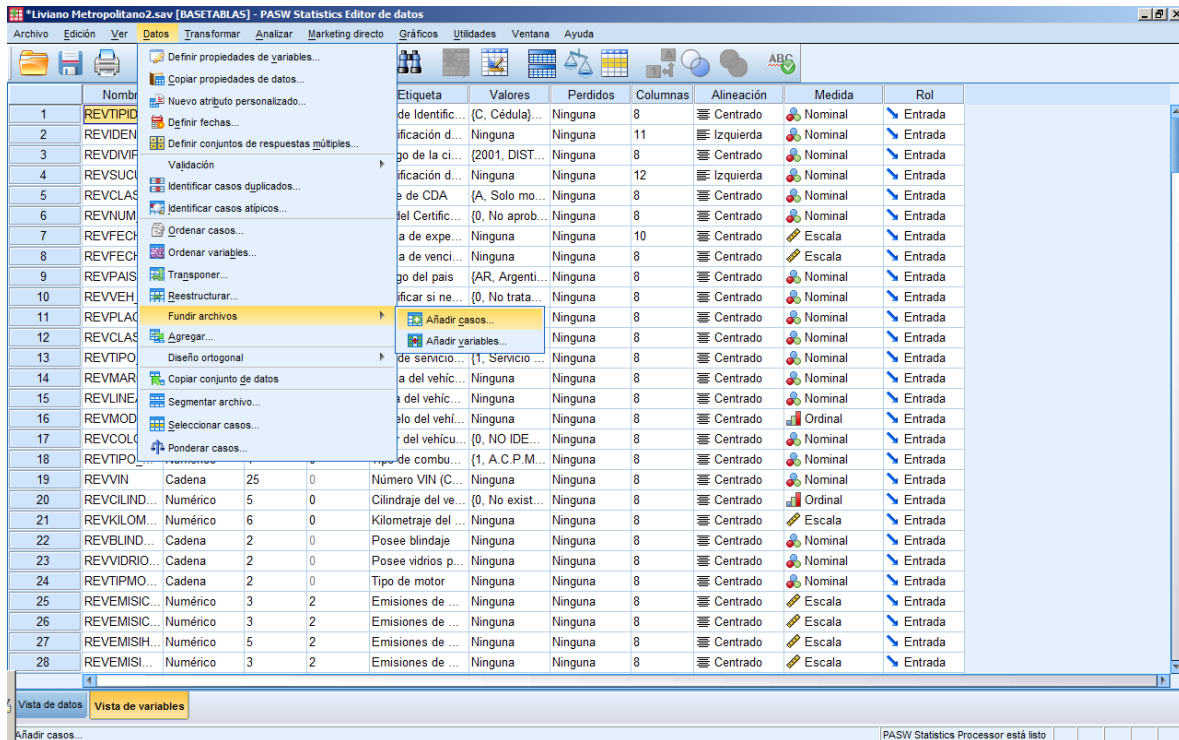 *Liviano Metropolitano2.sav [BASETABLAS] - PASW Statistics Editor de datos
Archivo Edición Ver Datos Transformar Analizar Marketing directo Gráficos Utilidades Ventana Ayuda
Definir propiedades de variables...
Copiar propiedades de datos...
Nuevo atributo personalizado...
Definir fechas...
Definir conjuntos de respuestas múltiples...
Validación
Identificar casos duplicados...
Identificar casos atípicos...
Ordenar casos...
Ordenar variables...
Transponer...
Reestructurar...
Fundir archivos
Agregar...
Diseño ortogonal
Copiar conjunto de datos
Segmentar archivo...
Seleccionar casos...
Ponderar casos...
Añadir casos...
Añadir variables...
Nombr Etiqueta Valores Perdidos Columnas Alineación Medida Rol
1 REVTIPID de Identific... {C, Cédula}... Ninguna 8 Centrado Nominal Entrada
2 REVIDEN ificación d... Ninguna Ninguna 11 Izquierda Nominal Entrada
3 REVDIVIF go de la ci... {2001, DIST... Ninguna 8 Centrado Nominal Entrada
4 REVSUCU ificación d... Ninguna Ninguna 12 Izquierda Nominal Entrada
5 REVCLAS e de CDA {A, Solo mo... Ninguna 8 Centrado Nominal Entrada
6 REVNUM_ del Certific... {0, No aprob... Ninguna 8 Centrado Nominal Entrada
7 REVFECH a de expe... Ninguna Ninguna 10 Centrado Escala Entrada
8 REVFECH a de venci... Ninguna Ninguna 8 Centrado Escala Entrada
9 REVPAIS go del pais {AR, Argenti... Ninguna 8 Centrado Nominal Entrada
10 REVVEH_ ificar si ne... {0, No trata... Ninguna 8 Centrado Nominal Entrada
11 REVPLAC Ninguna 8 Centrado Nominal Entrada
12 REVCLAS Ninguna 8 Centrado Nominal Entrada
13 REVTIPO_ de servicio... {1, Servicio ... Ninguna 8 Centrado Nominal Entrada
14 REVMAR a del vehíc... Ninguna Ninguna 8 Centrado Nominal Entrada
15 REVLINEA a del vehíc... Ninguna Ninguna 8 Centrado Nominal Entrada
16 REVMOD elo del vehí... Ninguna Ninguna 8 Centrado Ordinal Entrada
17 REVCOLO r del vehícu... {0, NO IDE... Ninguna 8 Centrado Nominal Entrada
18 REVTIPO_... de combu... {1, A.C.P.M... Ninguna 8 Centrado Nominal Entrada
19 REVVIN Cadena 25 0 Número VIN (C... Ninguna Ninguna 8 Centrado Nominal Entrada
20 REVCILIND... Numérico 5 0 Cilindraje del ve... {0, No exist... Ninguna 8 Centrado Ordinal Entrada
21 REVKILOM... Numérico 6 0 Kilometraje del ... Ninguna Ninguna 8 Centrado Escala Entrada
22 REVBLIND... Cadena 2 0 Posee blindaje Ninguna Ninguna 8 Centrado Nominal Entrada
23 REVVIDRIO... Cadena 2 0 Posee vidrios p... Ninguna Ninguna 8 Centrado Nominal Entrada
24 REVTIPMO... Cadena 2 0 Tipo de motor Ninguna Ninguna 8 Centrado Nominal Entrada
25 REVEMISIC... Numérico 3 2 Emisiones de ... Ninguna Ninguna 8 Centrado Escala Entrada
26 REVEMISIC... Numérico 3 2 Emisiones de ... Ninguna Ninguna 8 Centrado Escala Entrada
27 REVEMISIH... Numérico 5 2 Emisiones de ... Ninguna Ninguna 8 Centrado Escala Entrada
28 REVEMISI... Numérico 3 2 Emisiones de ... Ninguna Ninguna 8 Centrado Escala Entrada
Vista de datos Vista de variables
Añadir casos... PASW Statistics Processor está listo